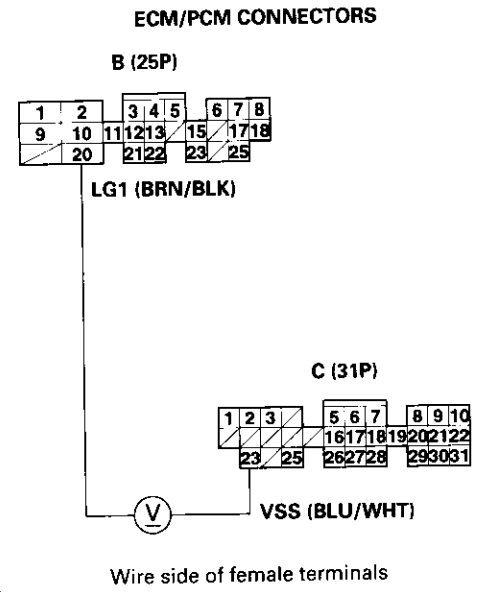 ECM/PCM CONNECTORS
B (25P)
1 2 3 4 5 6 7 8
9 10 11 12 13 15 17 18
20 21 22 23 25
LG1 (BRN/BLK)
C (31P)
1 2 3 5 6 7 8 9 10
16 17 18 19 20 21 22
23 25 26 27 28 29 30 31
V
VSS (BLU/WHT)
Wire side of female terminals